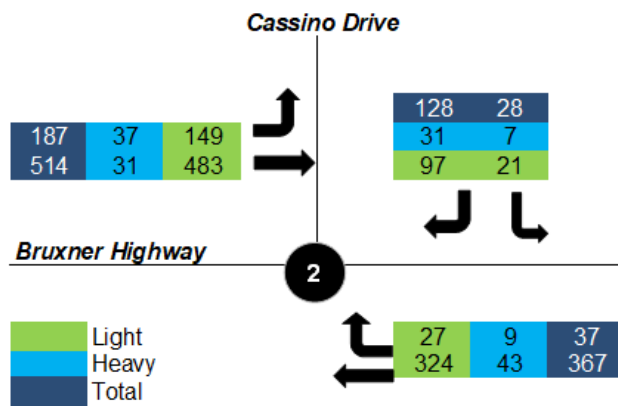 Cassino Drive
128 28
187 37 149
31 7
514 31 483
97 21
Bruxner Highway
2
Light
27 9 37
Heavy
324 43 367
Total